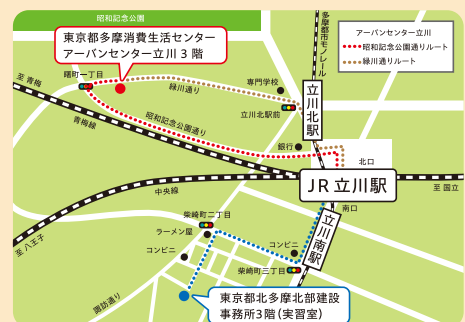 昭和記念公園
東京都多摩消費生活センター
アーバンセンター立川3階
多摩都市モノレール
アーバンセンター立川
昭和記念公園通りルート
緑川通りルート
至 青梅
曙町一丁目
緑川通り
専門学校
立川北駅前
立川北駅
青梅線
昭和記念公園通り
銀行
北口
JR立川駅
中央線
至 国立
南口
至 八王子
柴崎町二丁目
ラーメン屋
コンビニ
コンビニ
立川南駅
柴崎町三丁目
諏訪通り
東京都北多摩北部建設
事務所3階(実習室)